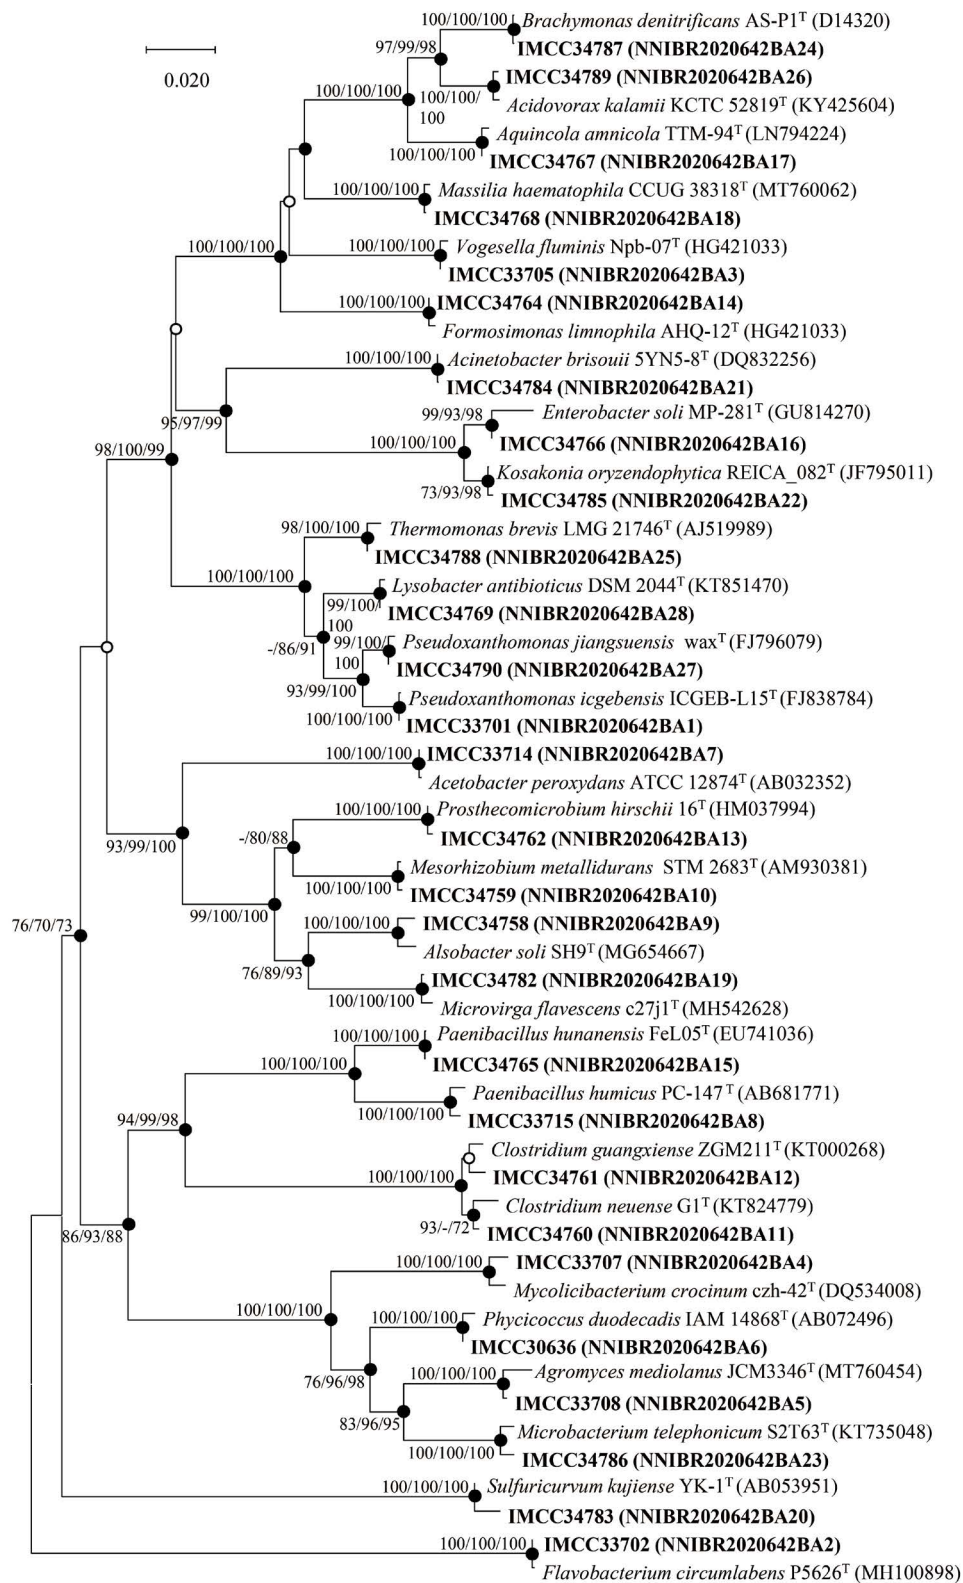 100/100/100 Brachymonas denitrificans AS-P1T (D14320)
97/99/98 IMCC34787 (NNIBR2020642BA24)
0.020
IMCC34789 (NNIBR2020642BA26)
100/100/100 100/100/
100 Acidovorax kalamii KCTC 52819T (KY425604)
Aquincola amnicola TTM-94T (LN794224)
100/100/100 IMCC34767 (NNIBR2020642BA17)
100/100/100 Massilia haematophila CCUG 38318T (MT760062)
IMCC34768 (NNIBR2020642BA18)
100/100/100 100/100/100 Vogesella fluminis Npb-07T (HG421033)
IMCC33705 (NNIBR2020642BA3)
100/100/100 IMCC34764 (NNIBR2020642BA14)
Formosimonas limnophila AHQ-12T (HG421033)
100/100/100 Acinetobacter brisouii 5YN5-8T (DQ832256)
IMCC34784 (NNIBR2020642BA21)
95/97/99 99/93/98 Enterobacter soli MP-281T (GU814270)
98/100/99 100/100/100 IMCC34766 (NNIBR2020642BA16)
Kosakonia oryzendophytica REICA_082T (JF795011)
73/93/98 IMCC34785 (NNIBR2020642BA22)
98/100/100 Thermomonas brevis LMG 21746T (AJ519989)
IMCC34788 (NNIBR2020642BA25)
100/100/100 Lysobacter antibioticus DSM 2044T (KT851470)
99/100/
100 IMCC34769 (NNIBR2020642BA28)
-/86/91 99/100/
100 Pseudoxanthomonas jiangsuensis waxT (FJ796079)
IMCC34790 (NNIBR2020642BA27)
93/99/100 Pseudoxanthomonas icgebensis ICGEB-L15T (FJ838784)
100/100/100 IMCC33701 (NNIBR2020642BA1)
100/100/100 IMCC33714 (NNIBR2020642BA7)
Acetobacter peroxydans ATCC 12874T (AB032352)
100/100/100 Prosthecomicrobium hirschii 16T (HM037994)
93/99/100 -/80/88 IMCC34762 (NNIBR2020642BA13)
Mesorhizobium metallidurans STM 2683T (AM930381)
100/100/100 IMCC34759 (NNIBR2020642BA10)
76/70/73 99/100/100 100/100/100 IMCC34758 (NNIBR2020642BA9)
Alsobacter soli SH9T (MG654667)
76/89/93 IMCC34782 (NNIBR2020642BA19)
100/100/100 Microvirga flavescens c27j1T (MH542628)
100/100/100 Paenibacillus hunanensis FeL05T (EU741036)
100/100/100 IMCC34765 (NNIBR2020642BA15)
Paenibacillus humicus PC-147 T (AB681771)
94/99/98 100/100/100 IMCC33715 (NNIBR2020642BA8)
Clostridium guangxiense ZGM211T (KT000268)
100/100/100 IMCC34761 (NNIBR2020642BA12)
Clostridium neuense G1T (KT824779)
86/93/88 93/-/72 IMCC34760 (NNIBR2020642BA11)
100/100/100 IMCC33707 (NNIBR2020642BA4)
Mycolicibacterium crocinum czh-42T (DQ534008)
100/100/100 100/100/100 Phycicoccus duodecadis IAM 14868T (AB072496)
IMCC30636 (NNIBR2020642BA6)
76/96/98 100/100/100 Agromyces mediolanus JCM3346T (MT760454)
IMCC33708 (NNIBR2020642BA5)
83/96/95 Microbacterium telephonicum S2T63T (KT735048)
100/100/100 IMCC34786 (NNIBR2020642BA23)
100/100/100 Sulfuricurvum kujiense YK-1T (AB053951)
IMCC34783 (NNIBR2020642BA20)
100/100/100 IMCC33702 (NNIBR2020642BA2)
Flavobacterium circumlabens P5626T (MH100898)